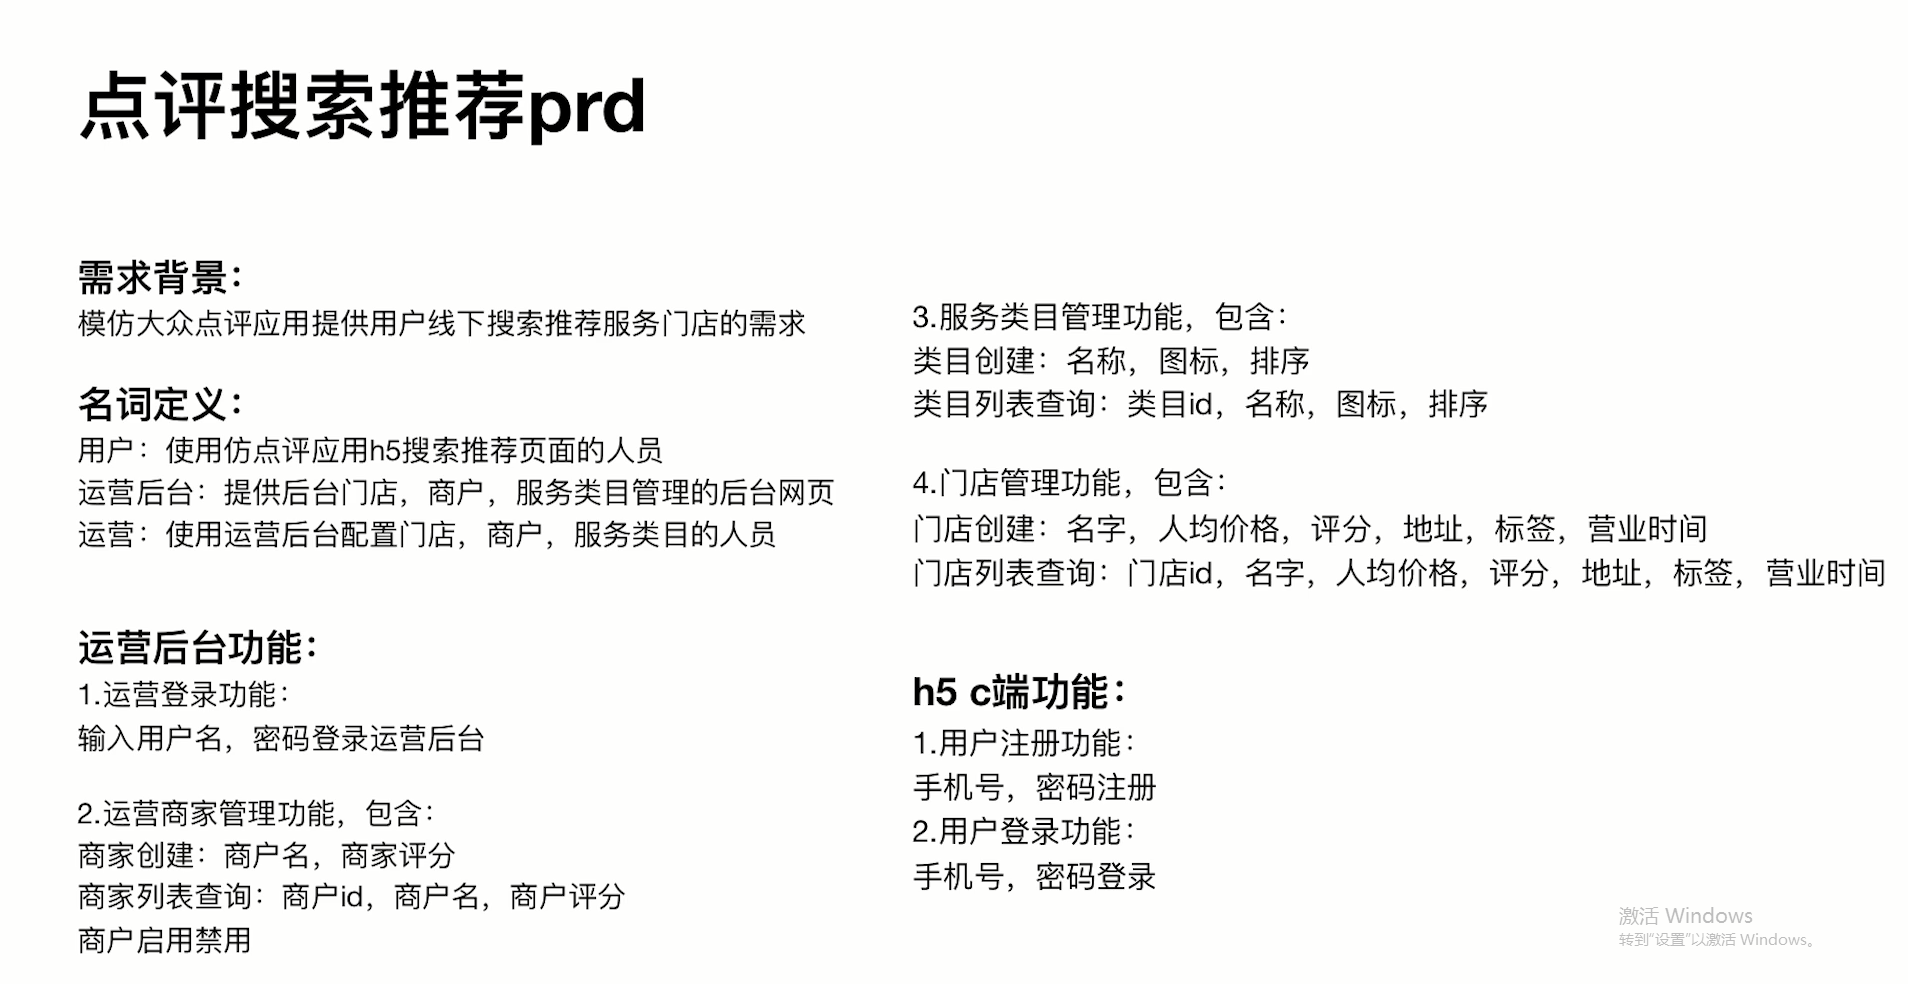 点评搜索推荐prd
需求背景：
模仿大众点评应用提供用户线下搜索推荐服务门店的需求
名词定义：
用户：使用仿点评应用h5搜索推荐页面的人员
运营后台：提供后台门店，商户，服务类目管理的后台网页
运营：使用运营后台配置门店，商户，服务类目的人员
运营后台功能：
1.运营登录功能：
输入用户名，密码登录运营后台
2.运营商家管理功能，包含：
商家创建：商户名，商家评分
商家列表查询：商户id，商户名，商户评分
商户启用禁用
3.服务类目管理功能，包含：
类目创建：名称，图标，排序
类目列表查询：类目id，名称，图标，排序
4.门店管理功能，包含：
门店创建：名字，人均价格，评分，地址，标签，营业时间
门店列表查询：门店id，名字，人均价格，评分，地址，标签，营业时间
h5 c端功能：
1.用户注册功能：
手机号，密码注册
2.用户登录功能：
手机号，密码登录
激活 Windows
转到“设置”以激活 Windows。